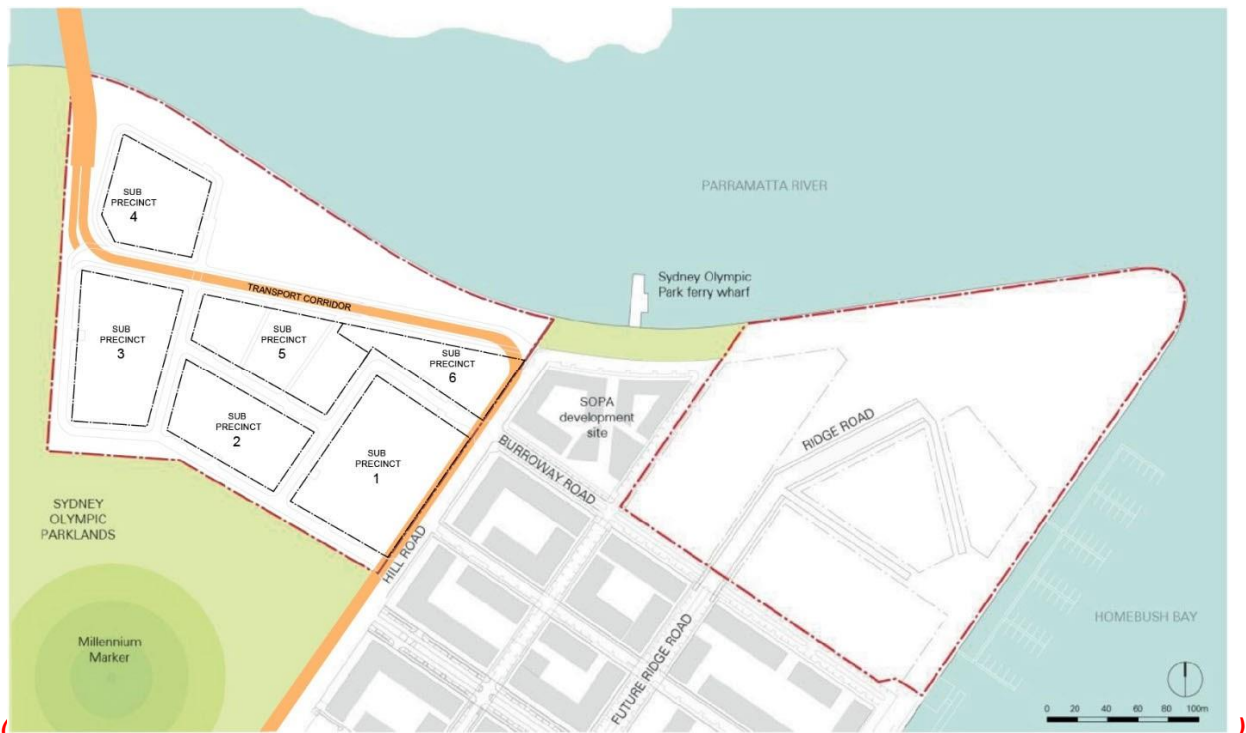 PARRAMATTA RIVER
SUB
PRECINCT
4
Sydney Olympic
Park ferry wharf
TRANSPORT CORRIDOR
SUB
PRECINCT
3
SUB
PRECINCT
5
SUB
PRECINCT
6
SUB
PRECINCT
2
SUB
PRECINCT
1
SOPA
development
site
RIDGE ROAD
BURROWAY ROAD
SYDNEY
OLYMPIC
PARKLANDS
HILL ROAD
HOMEBUSH BAY
Millennium
Marker
FUTURE RIDGE ROAD
0 20 40 60 80 100m
( )